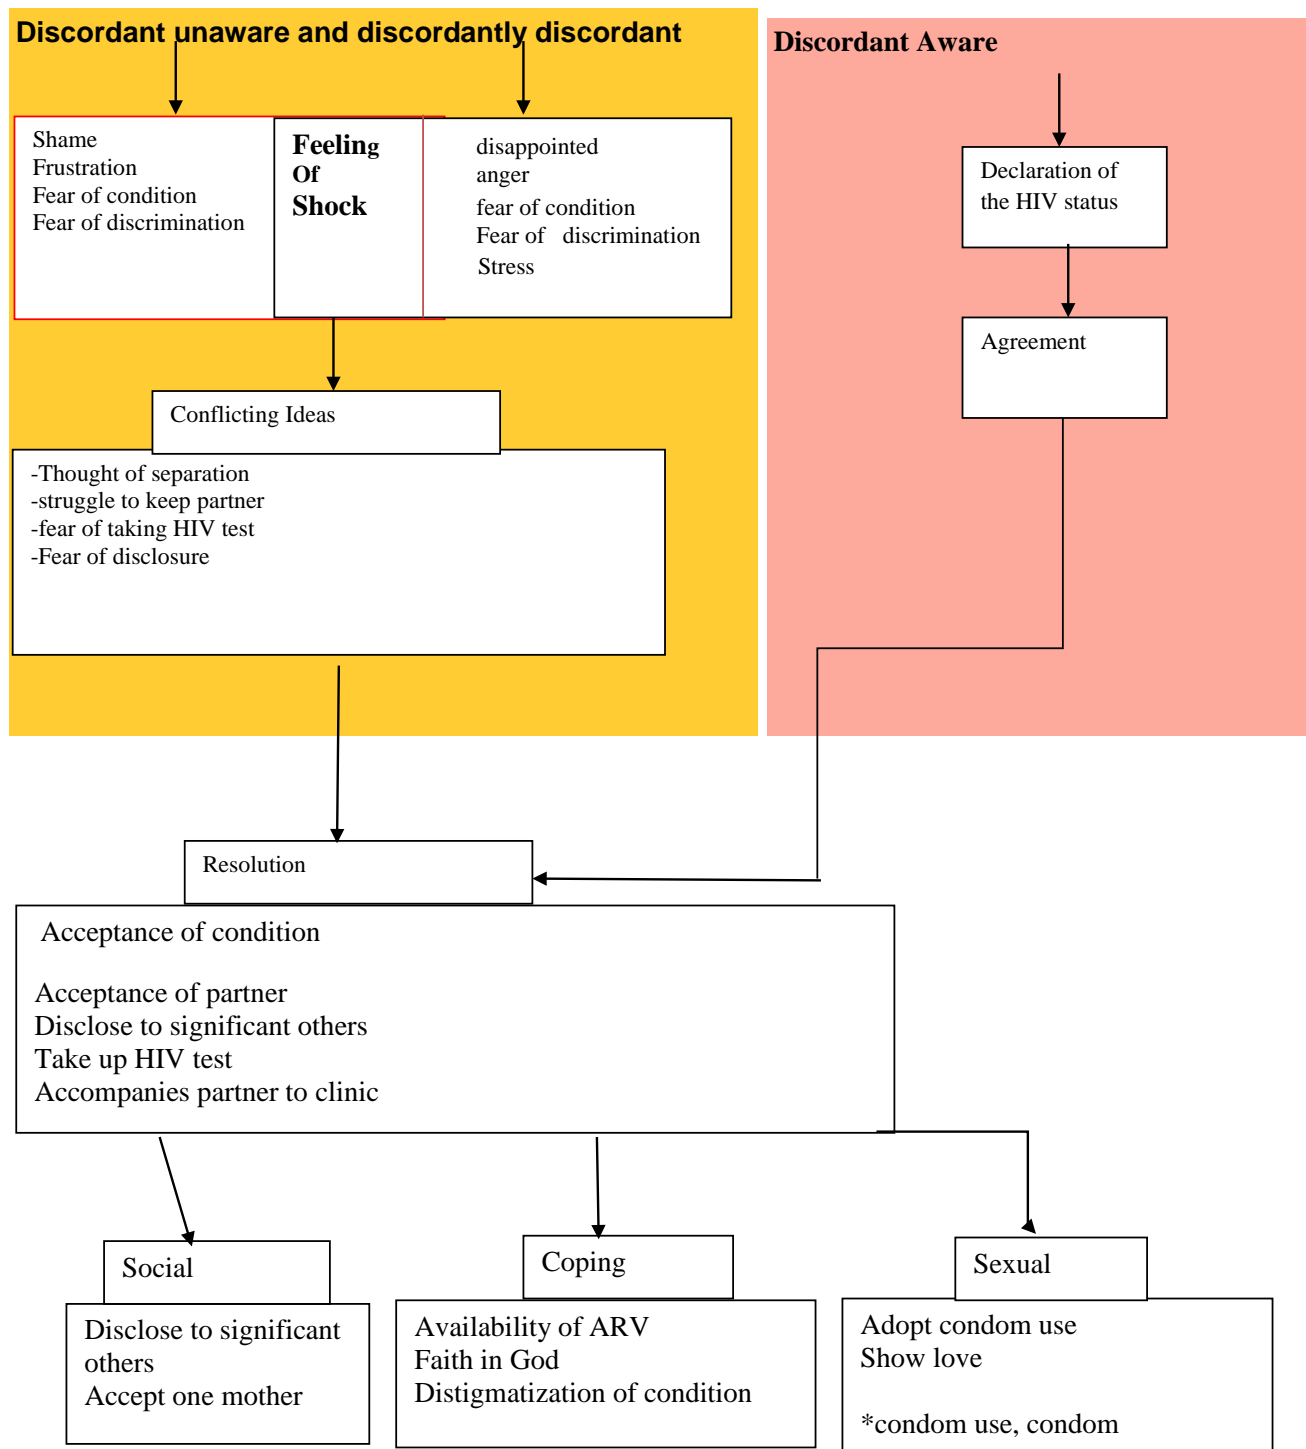 Discordant unaware and discordantly discordant
Discordant Aware
Shame
Frustration
Fear of condition
Fear of discrimination
Feeling
Of
Shock
disappointed
anger
fear of condition
Fear of discrimination
Stress
Declaration of
the HIV status
Agreement
Conflicting Ideas
-Thought of separation
-struggle to keep partner
-fear of taking HIV test
-Fear of disclosure
Resolution
Acceptance of condition
Acceptance of partner
Disclose to significant others
Take up HIV test
Accompanies partner to clinic
Social
Disclose to significant
others
Accept one mother
Coping
Availability of ARV
Faith in God
Distigmatization of condition
Sexual
Adopt condom use
Show love
*condom use, condom